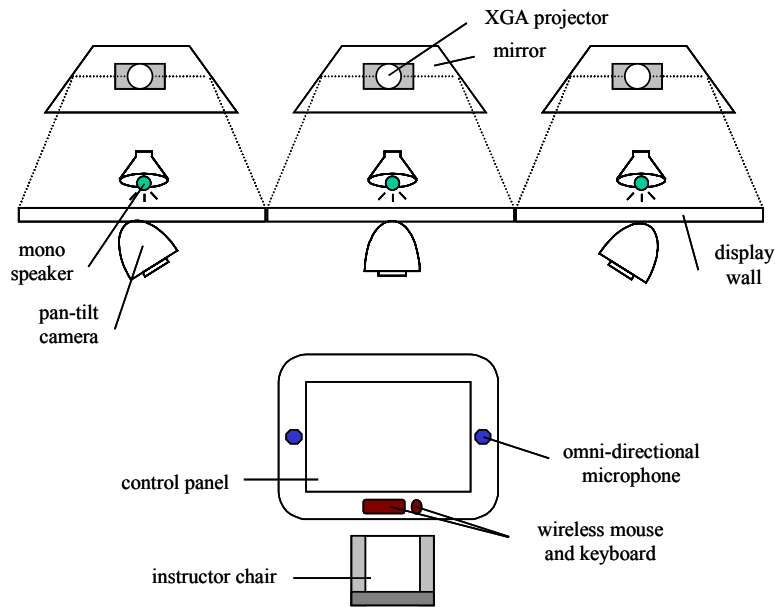 XGA projector
mirror
mono
speaker
display
wall
pan-tilt
camera
omni-directional
microphone
control panel
wireless mouse
and keyboard
instructor chair